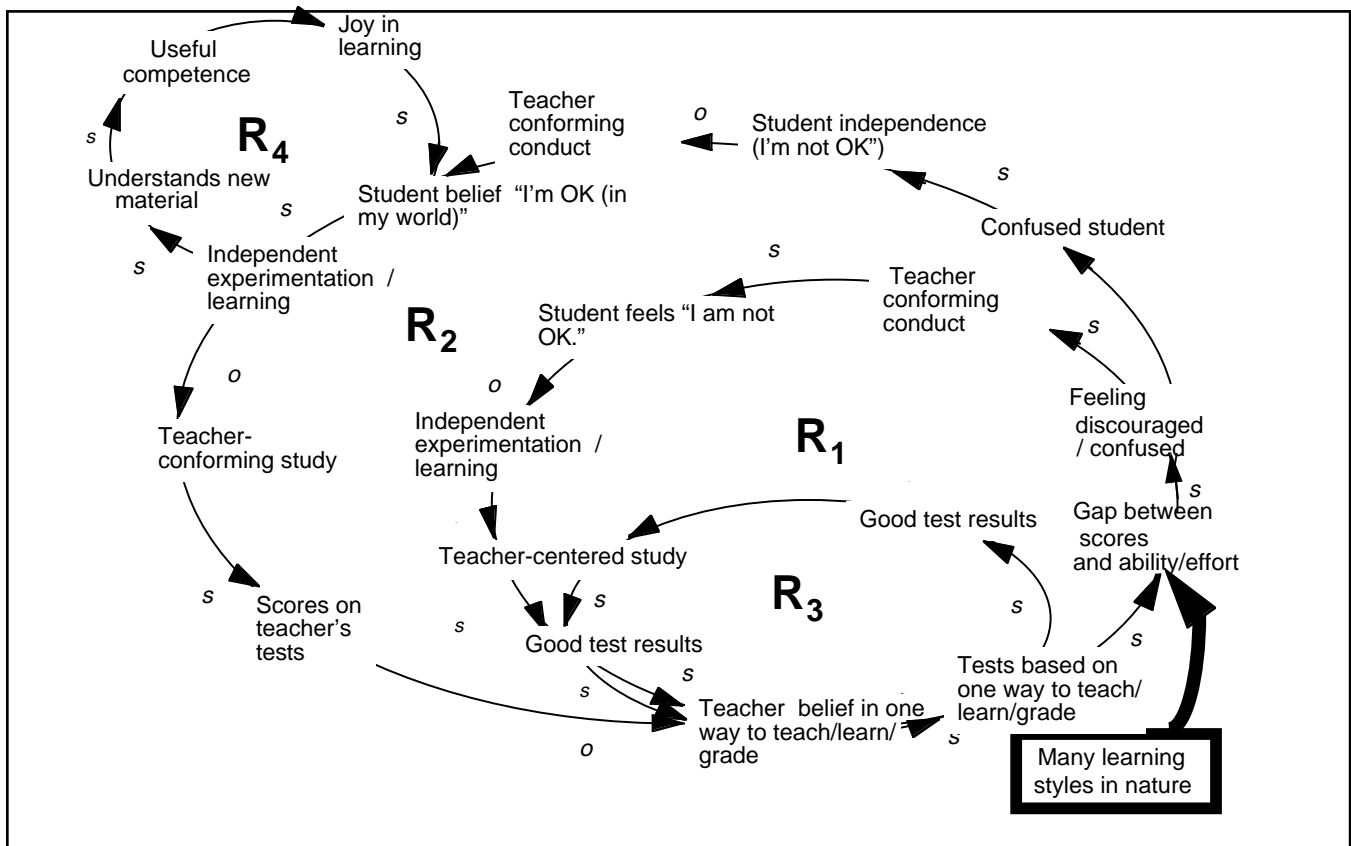 Joy in
learning
Useful
competence
s
R4
s
Understands new
material
s
s
Teacher
conforming
conduct
o
Student independence
(I'm not OK”)
s
Confused student
Student belief “I'm OK (in
my world)”
Independent
experimentation /
learning
s
Teacher
conforming
conduct
s
Student feels “I am not
OK.”
R2
o
o
Independent
experimentation /
learning
Teacher-
conforming study
R1
Feeling
discouraged
/ confused
s
Gap between
scores
and ability/effort
Good test results
Teacher-centered study
R3
s
s
Scores on
teacher's
tests
s
s
s
Good test results
s
s
s
Tests based on
one way to teach/
learn/grade
Teacher belief in one
way to teach/learn/
grade
o
s
Many learning
styles in nature